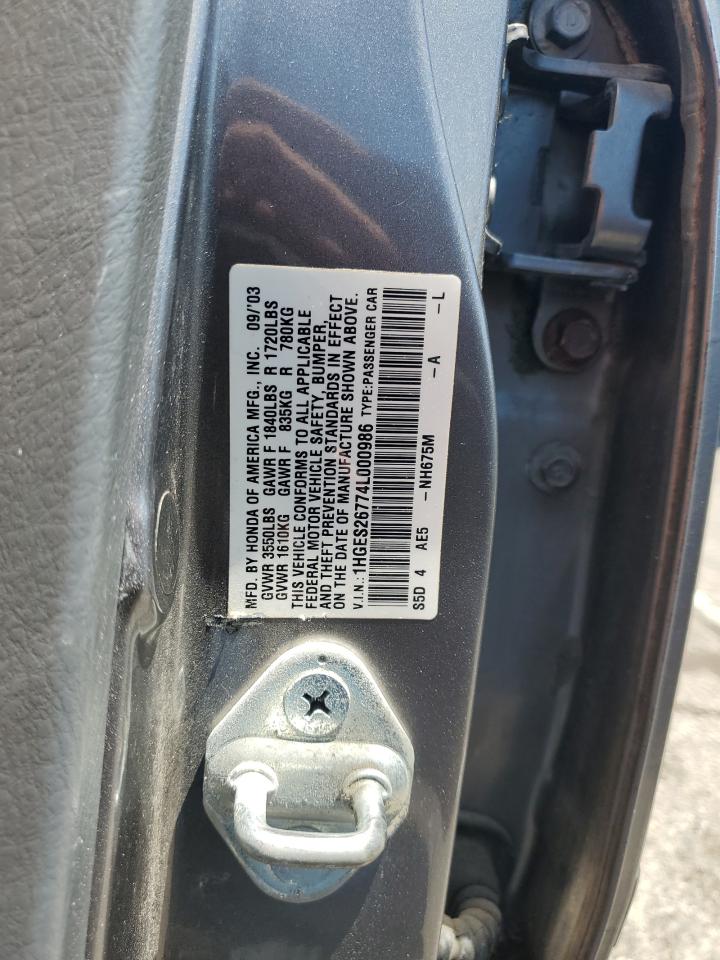 MFD. BY HONDA OF AMERICA MFG., INC. 09/'03
GVWR 3550LBS GAWR F 1840LBS R 1720LBS
GVWR 1610KG GAWR F 835KG R 780KG
THIS VEHICLE CONFORMS TO ALL APPLICABLE
FEDERAL MOTOR VEHICLE SAFETY, BUMPER,
AND THEFT PREVENTION STANDARDS IN EFFECT
ON THE DATE OF MANUFACTURE SHOWN ABOVE.
V.I.N.: 1HGES26774L000986 TYPE:PASSENGER CAR
S5D 4 AE5 -NH675M -A -L